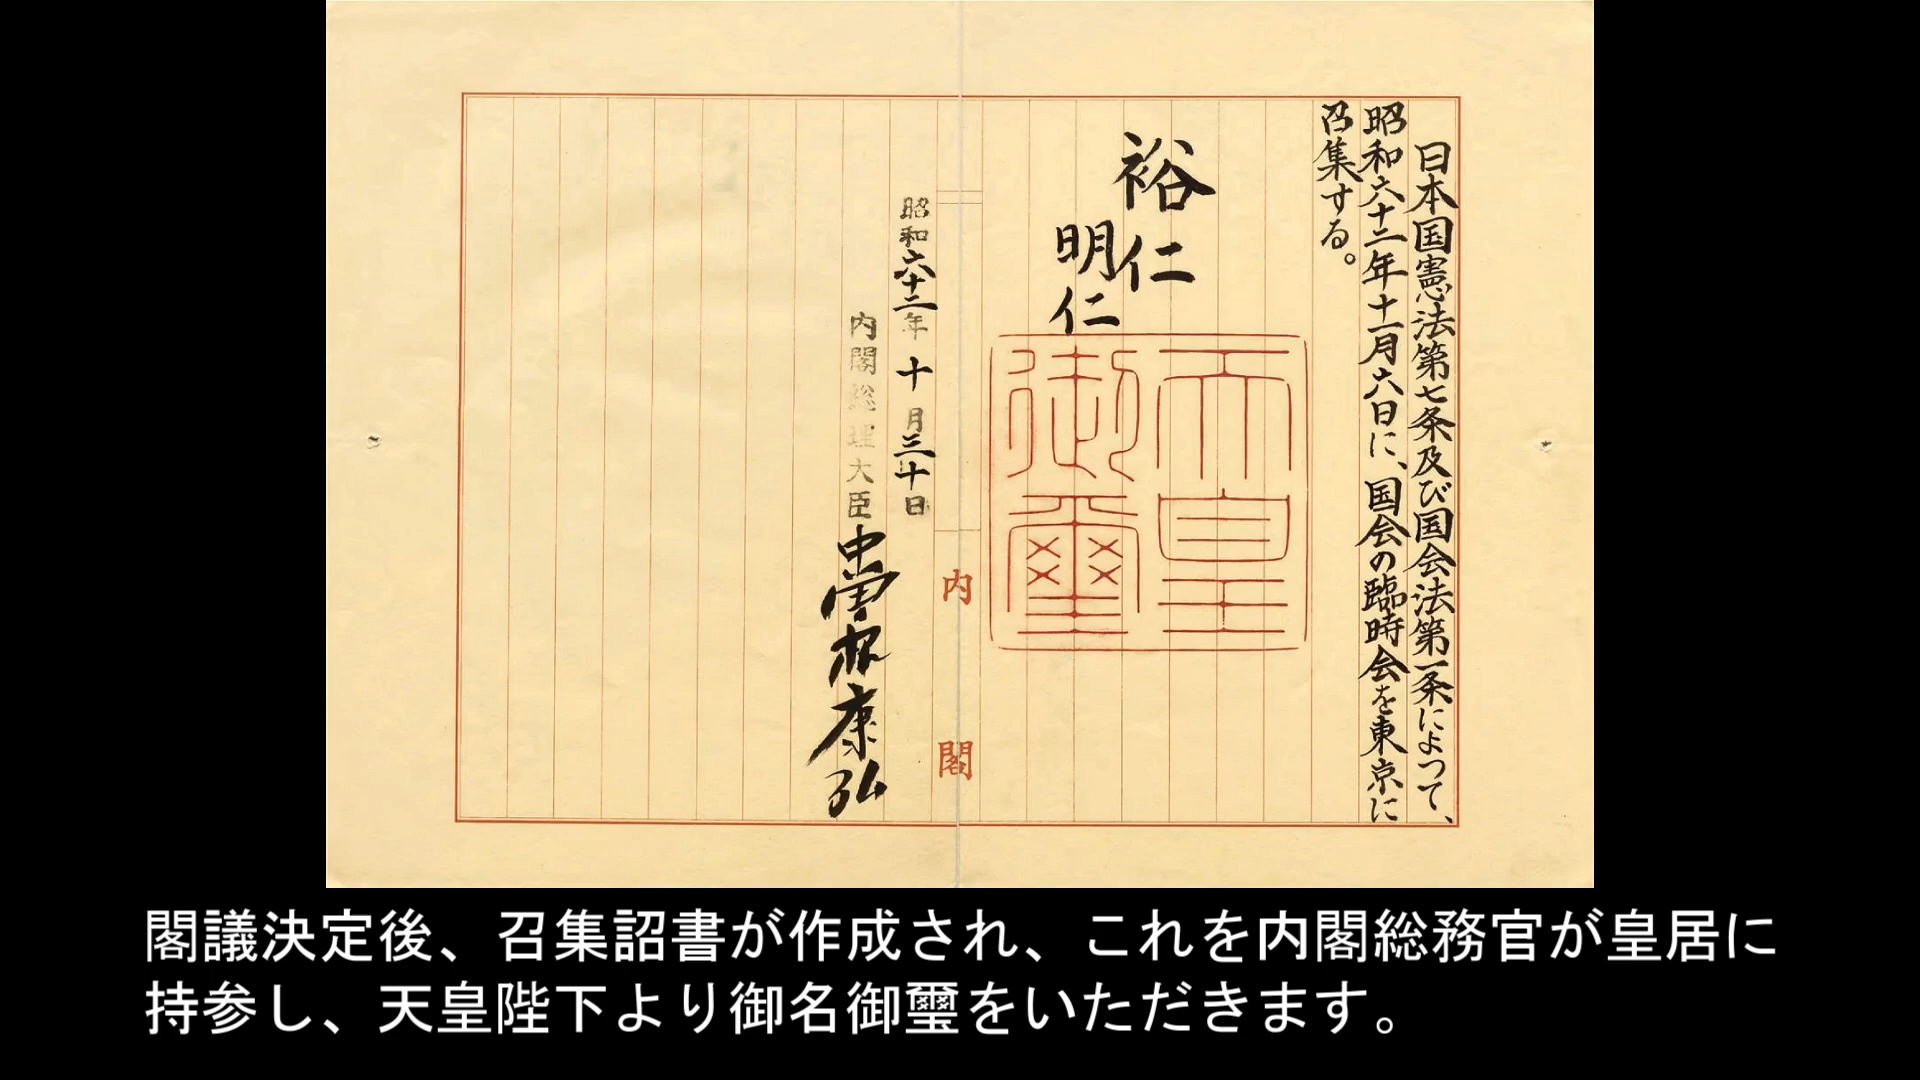 日本国憲法第七条及び国会法第一条によつて、
昭和六十二年十一月六日に、国会の臨時会を東京に
召集する。
裕仁
明仁
天皇
御璽
昭和六十二年十月三十日
内閣総理大臣中曽根康弘
内閣
閣議決定後、召集詔書が作成され、これを内閣総務官が皇居に
持参し、天皇陛下より御名御璽をいただきます。